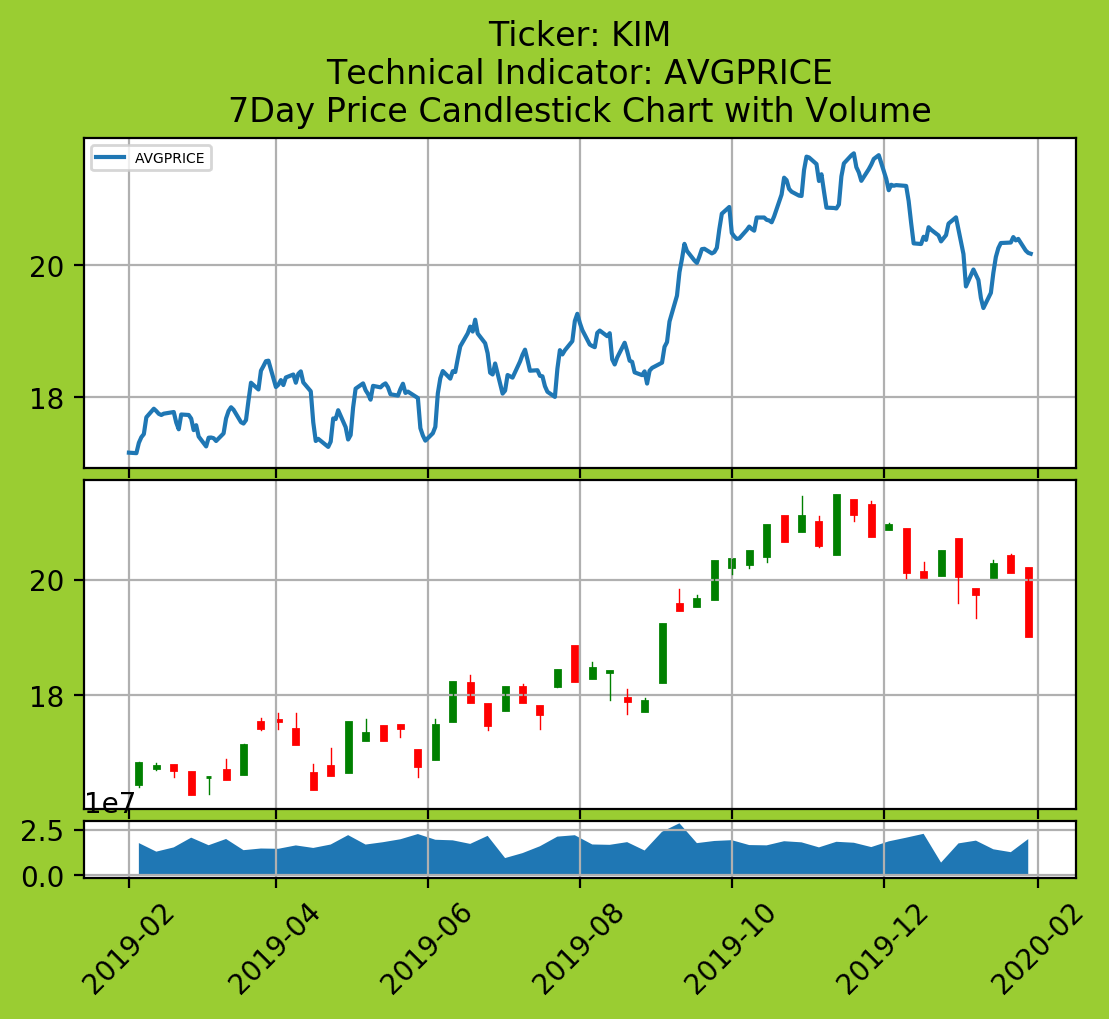 Ticker: KIM
Technical Indicator: AVGPRICE
7Day Price Candlestick Chart with Volume
AVGPRICE
20
18
20
18
1e7
2.5
0.0
2019-02
2019-04
2019-06
2019-08
2019-10
2019-12
2020-02